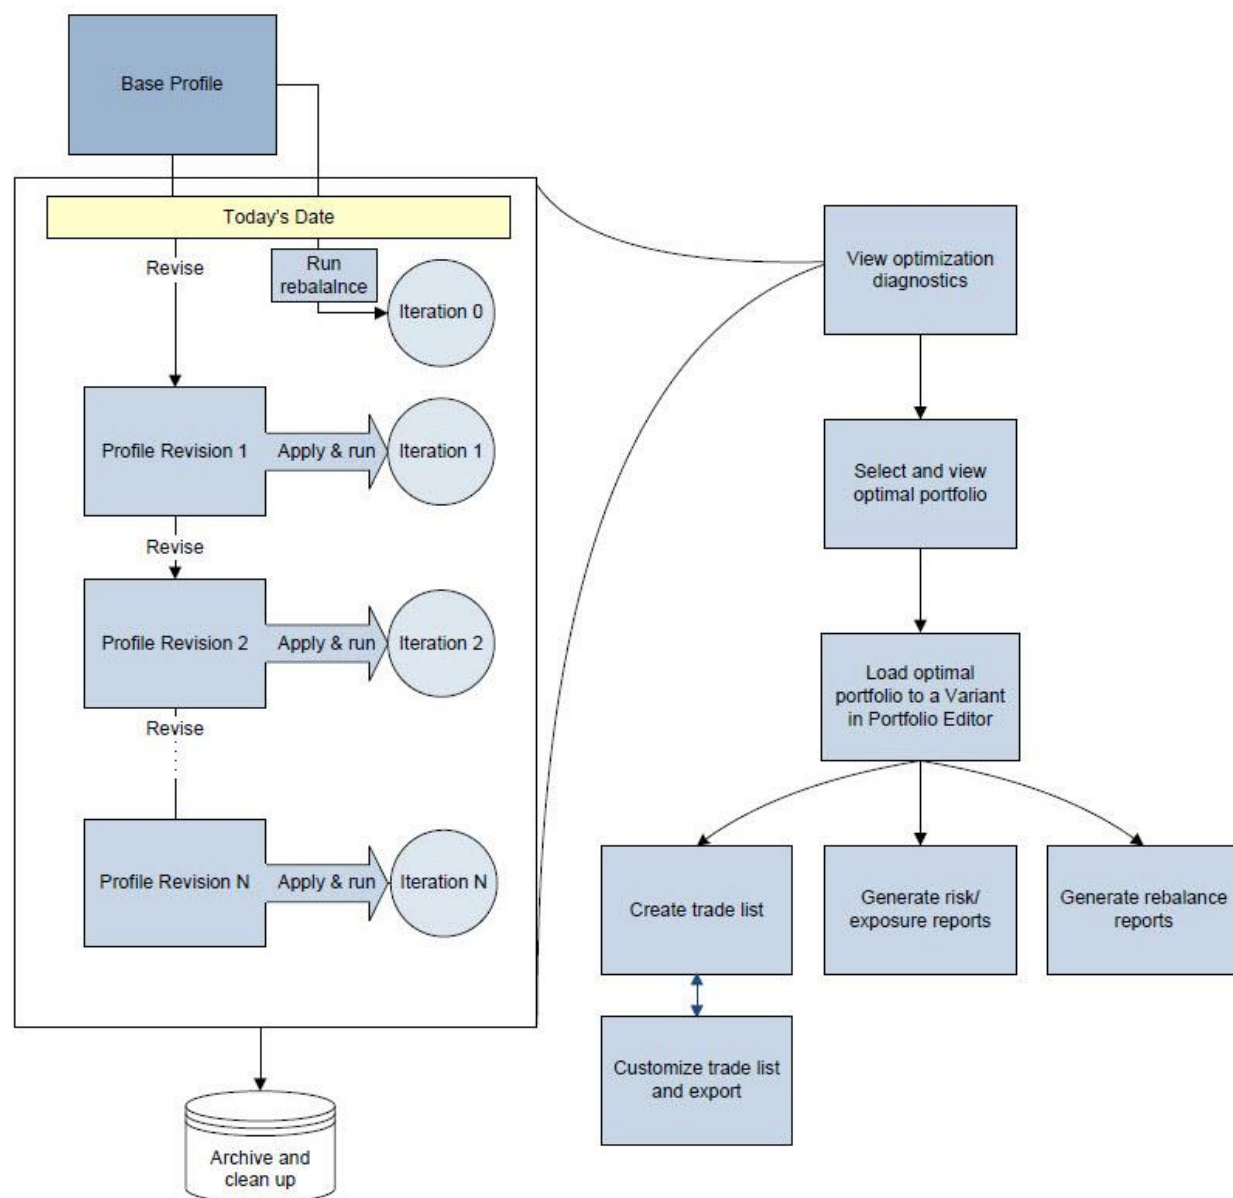 Base Profile
Today's Date
Revise
Run
rebalalnce
Iteration 0
Profile Revision 1
Apply & run
Iteration 1
Revise
Profile Revision 2
Apply & run
Iteration 2
Revise
Profile Revision N
Apply & run
Iteration N
Archive and
clean up
View optimization
diagnostics
Select and view
optimal portfolio
Load optimal
portfolio to a Variant
in Portfolio Editor
Create trade list
Generate risk/
exposure reports
Generate rebalance
reports
Customize trade list
and export